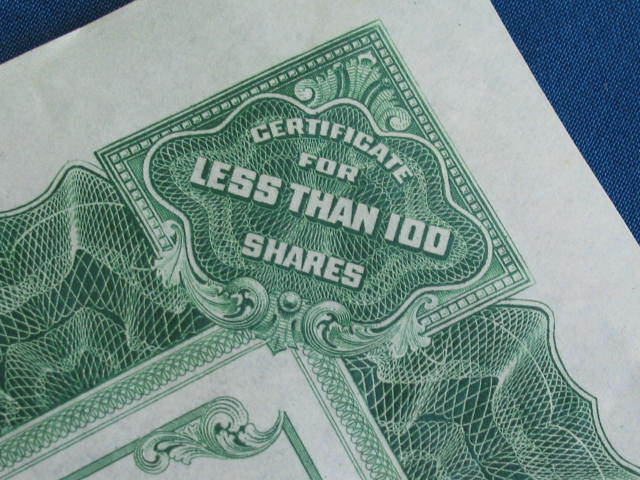 CERTIFICATE
FOR
LESS THAN 100
SHARES